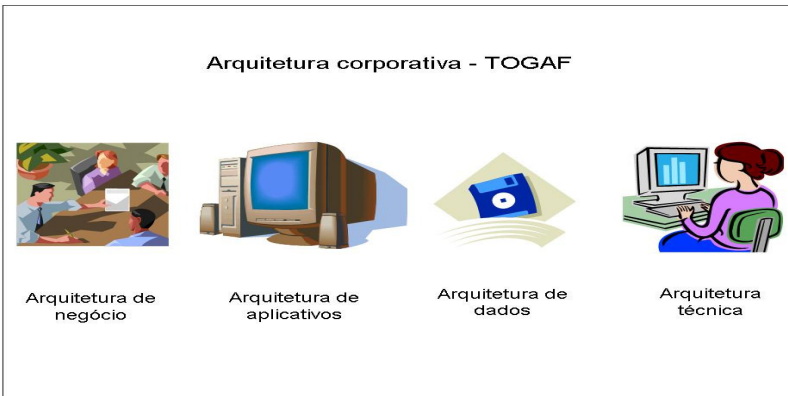 Arquitetura corporativa - TOGAF
Arquitetura de
negócio
Arquitetura de
aplicativos
Arquitetura de
dados
Arquitetura
técnica